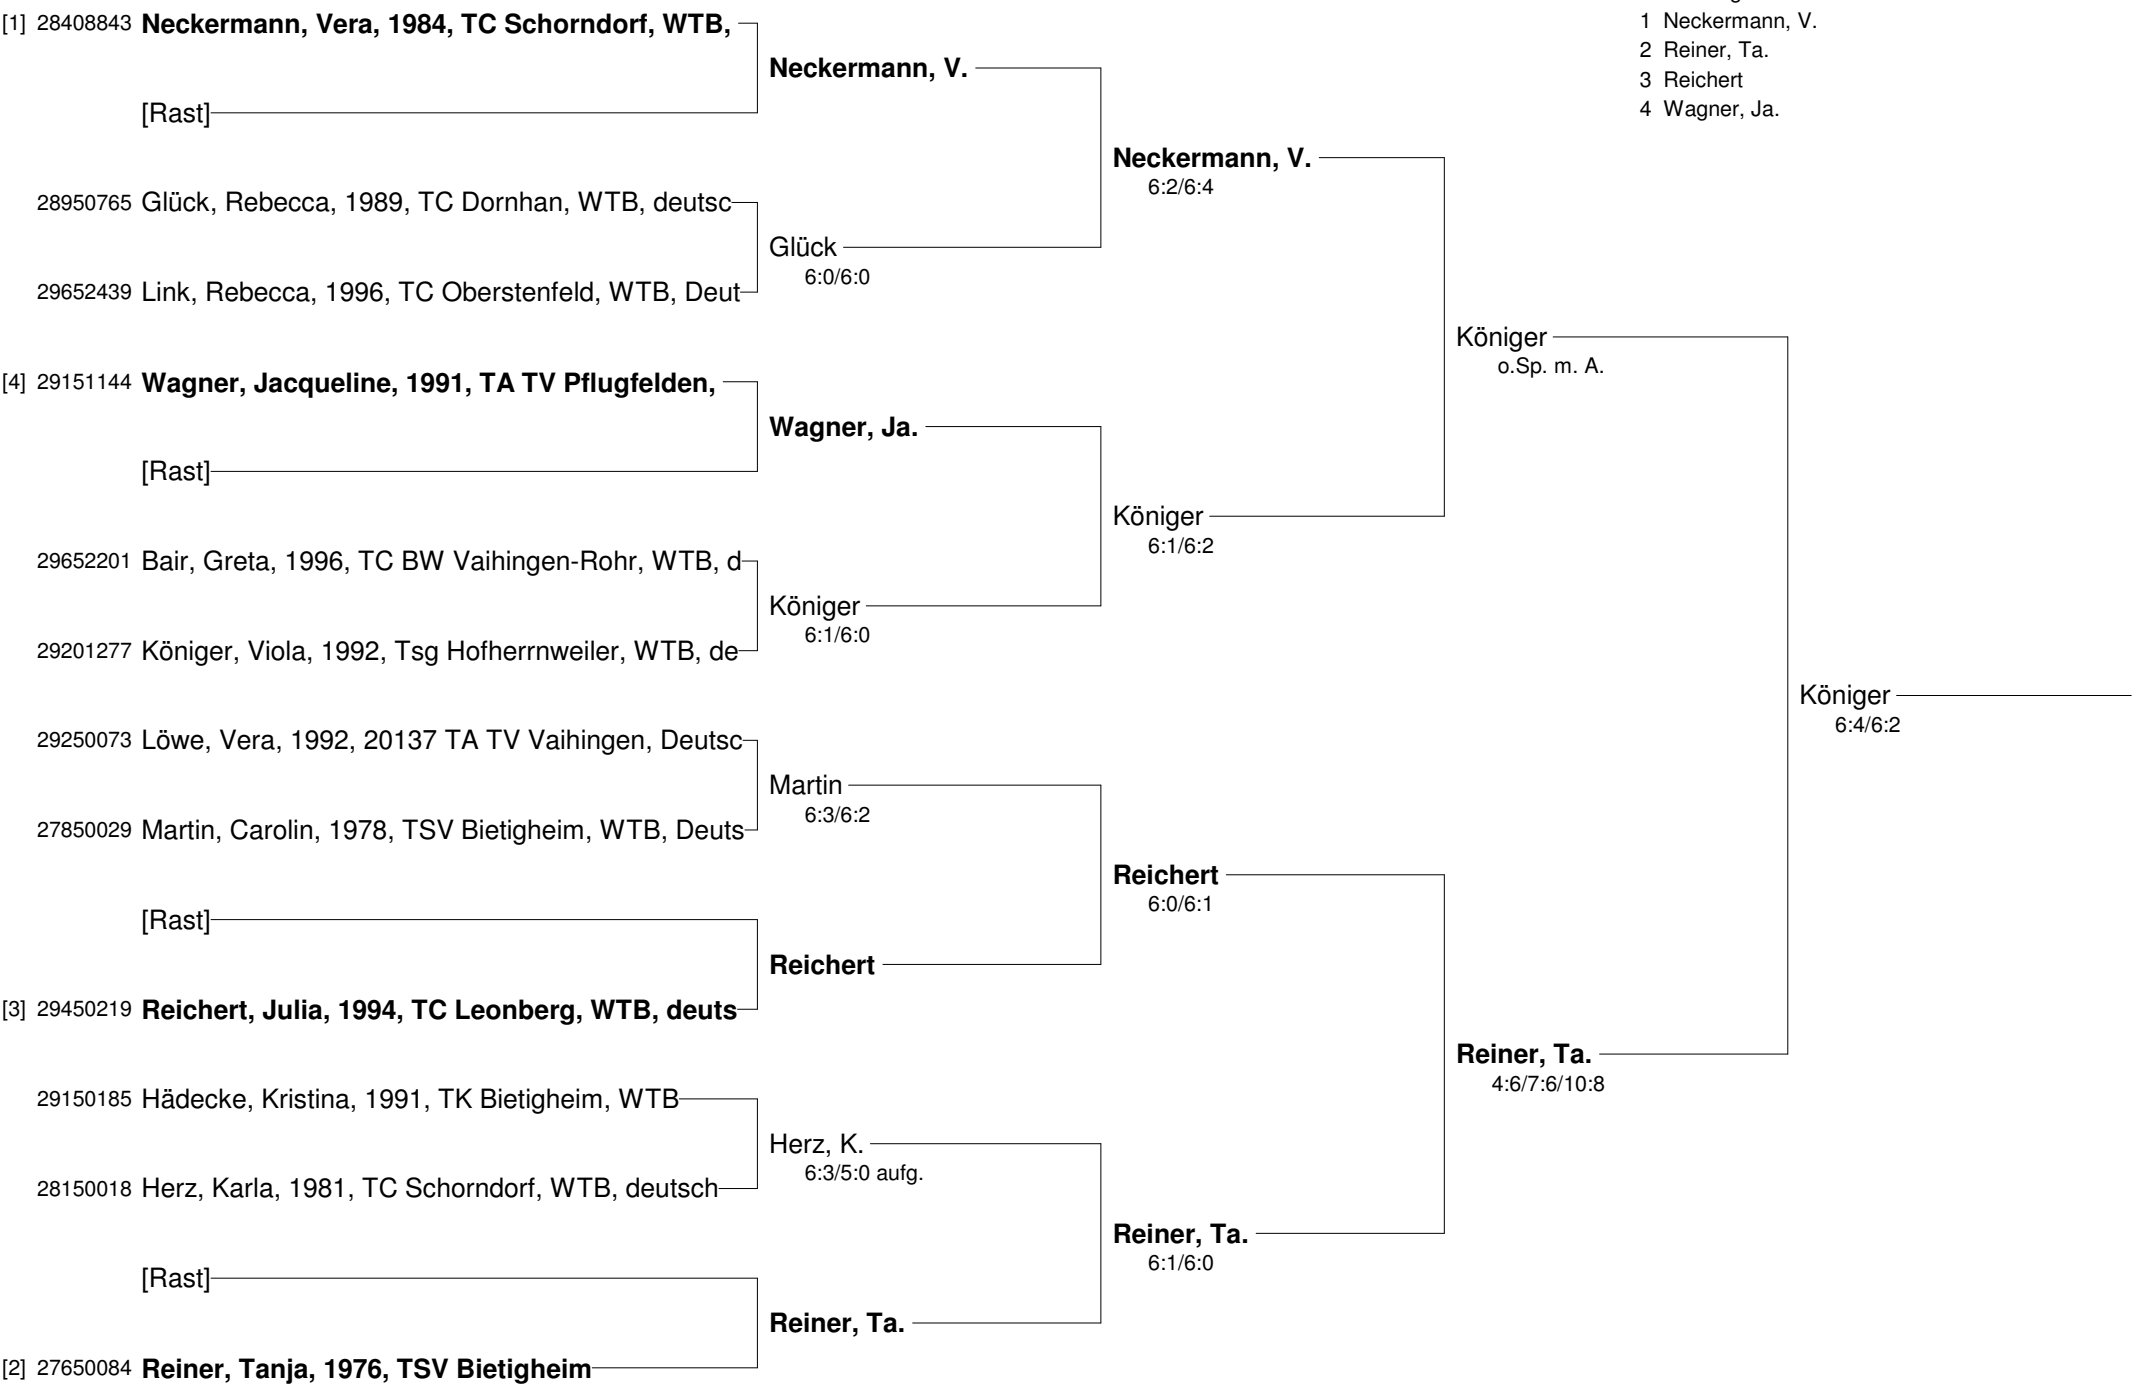 [1] 28408843 Neckermann, Vera, 1984, TC Schorndorf, WTB,
[Rast]
28950765 Glück, Rebecca, 1989, TC Dornhan, WTB, deutsc
29652439 Link, Rebecca, 1996, TC Oberstenfeld, WTB, Deut
[4] 29151144 Wagner, Jacqueline, 1991, TA TV Pflugfelden,
[Rast]
29652201 Bair, Greta, 1996, TC BW Vaihingen-Rohr, WTB, d
29201277 Königer, Viola, 1992, Tsg Hofherrnweiler, WTB, de
29250073 Löwe, Vera, 1992, 20137 TA TV Vaihingen, Deutsc
27850029 Martin, Carolin, 1978, TSV Bietigheim, WTB, Deuts
[Rast]
[3] 29450219 Reichert, Julia, 1994, TC Leonberg, WTB, deuts
29150185 Hädecke, Kristina, 1991, TK Bietigheim, WTB
28150018 Herz, Karla, 1981, TC Schorndorf, WTB, deutsch
[Rast]
[2] 27650084 Reiner, Tanja, 1976, TSV Bietigheim
Neckermann, V.
Glück
6:0/6:0
Wagner, Ja.
Königer
6:1/6:0
Martin
6:3/6:2
Reichert
Herz, K.
6:3/5:0 aufg.
Reiner, Ta.
Neckermann, V.
6:2/6:4
Königer
6:1/6:2
Reichert
6:0/6:1
Reiner, Ta.
6:1/6:0
Königer
o.Sp. m. A.
Reiner, Ta.
4:6/7:6/10:8
Königer
6:4/6:2
1 Neckermann, V.
2 Reiner, Ta.
3 Reichert
4 Wagner, Ja.